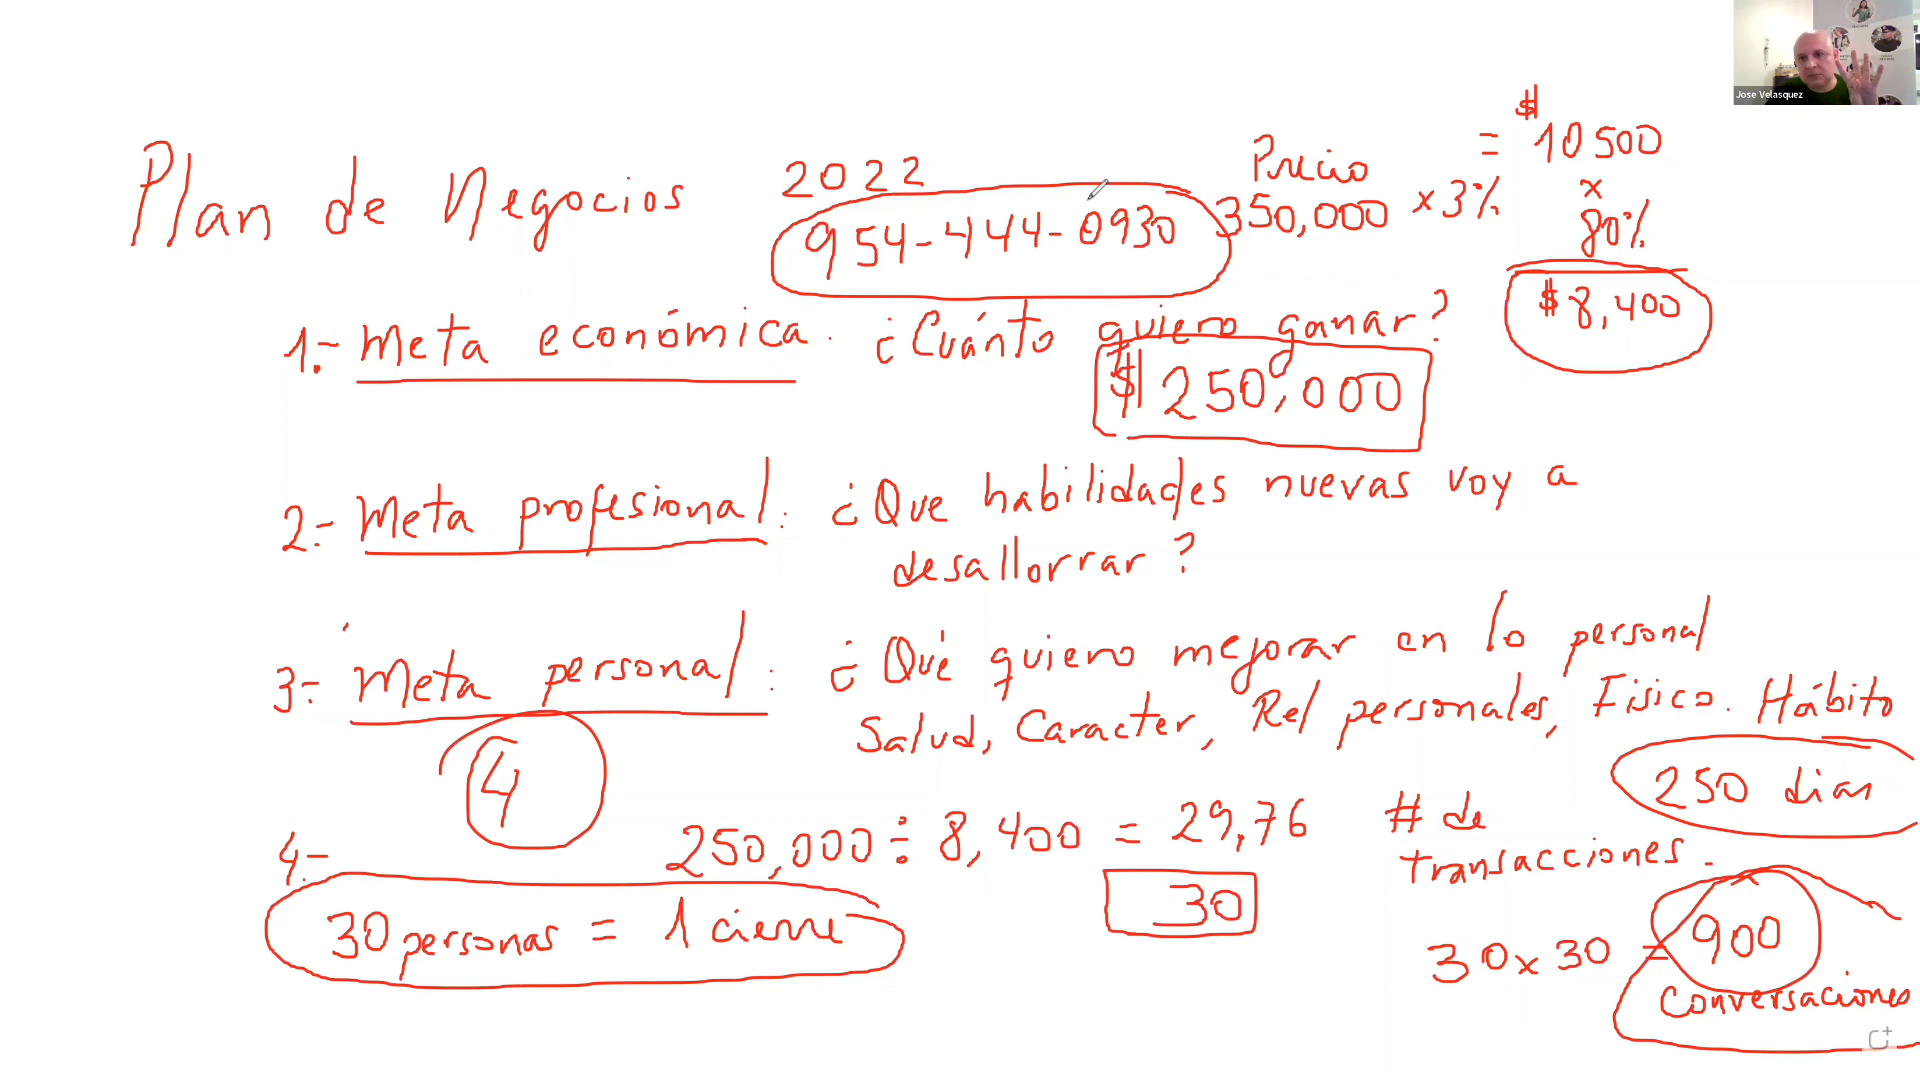 Jose Velasquez
Plan de Negocios 2022
954-444-0930
Precio
350,000 x 3% = $10 500
x
80%
$8,400
1.- Meta económica. ¿Cuánto quiero ganar?
$250,000
2.- Meta profesional: ¿Que habilidades nuevas voy a
desallorrar?
3.- Meta personal: ¿Qué quiero mejorar en lo personal
Salud, Caracter, Rel personales, Físico. Hábito
4
250 dias
4.- 250,000 ÷ 8,400 = 29,76 # de
transacciones.
30
30 personas = 1 cierre
30 x 30 = 900
Conversaciones